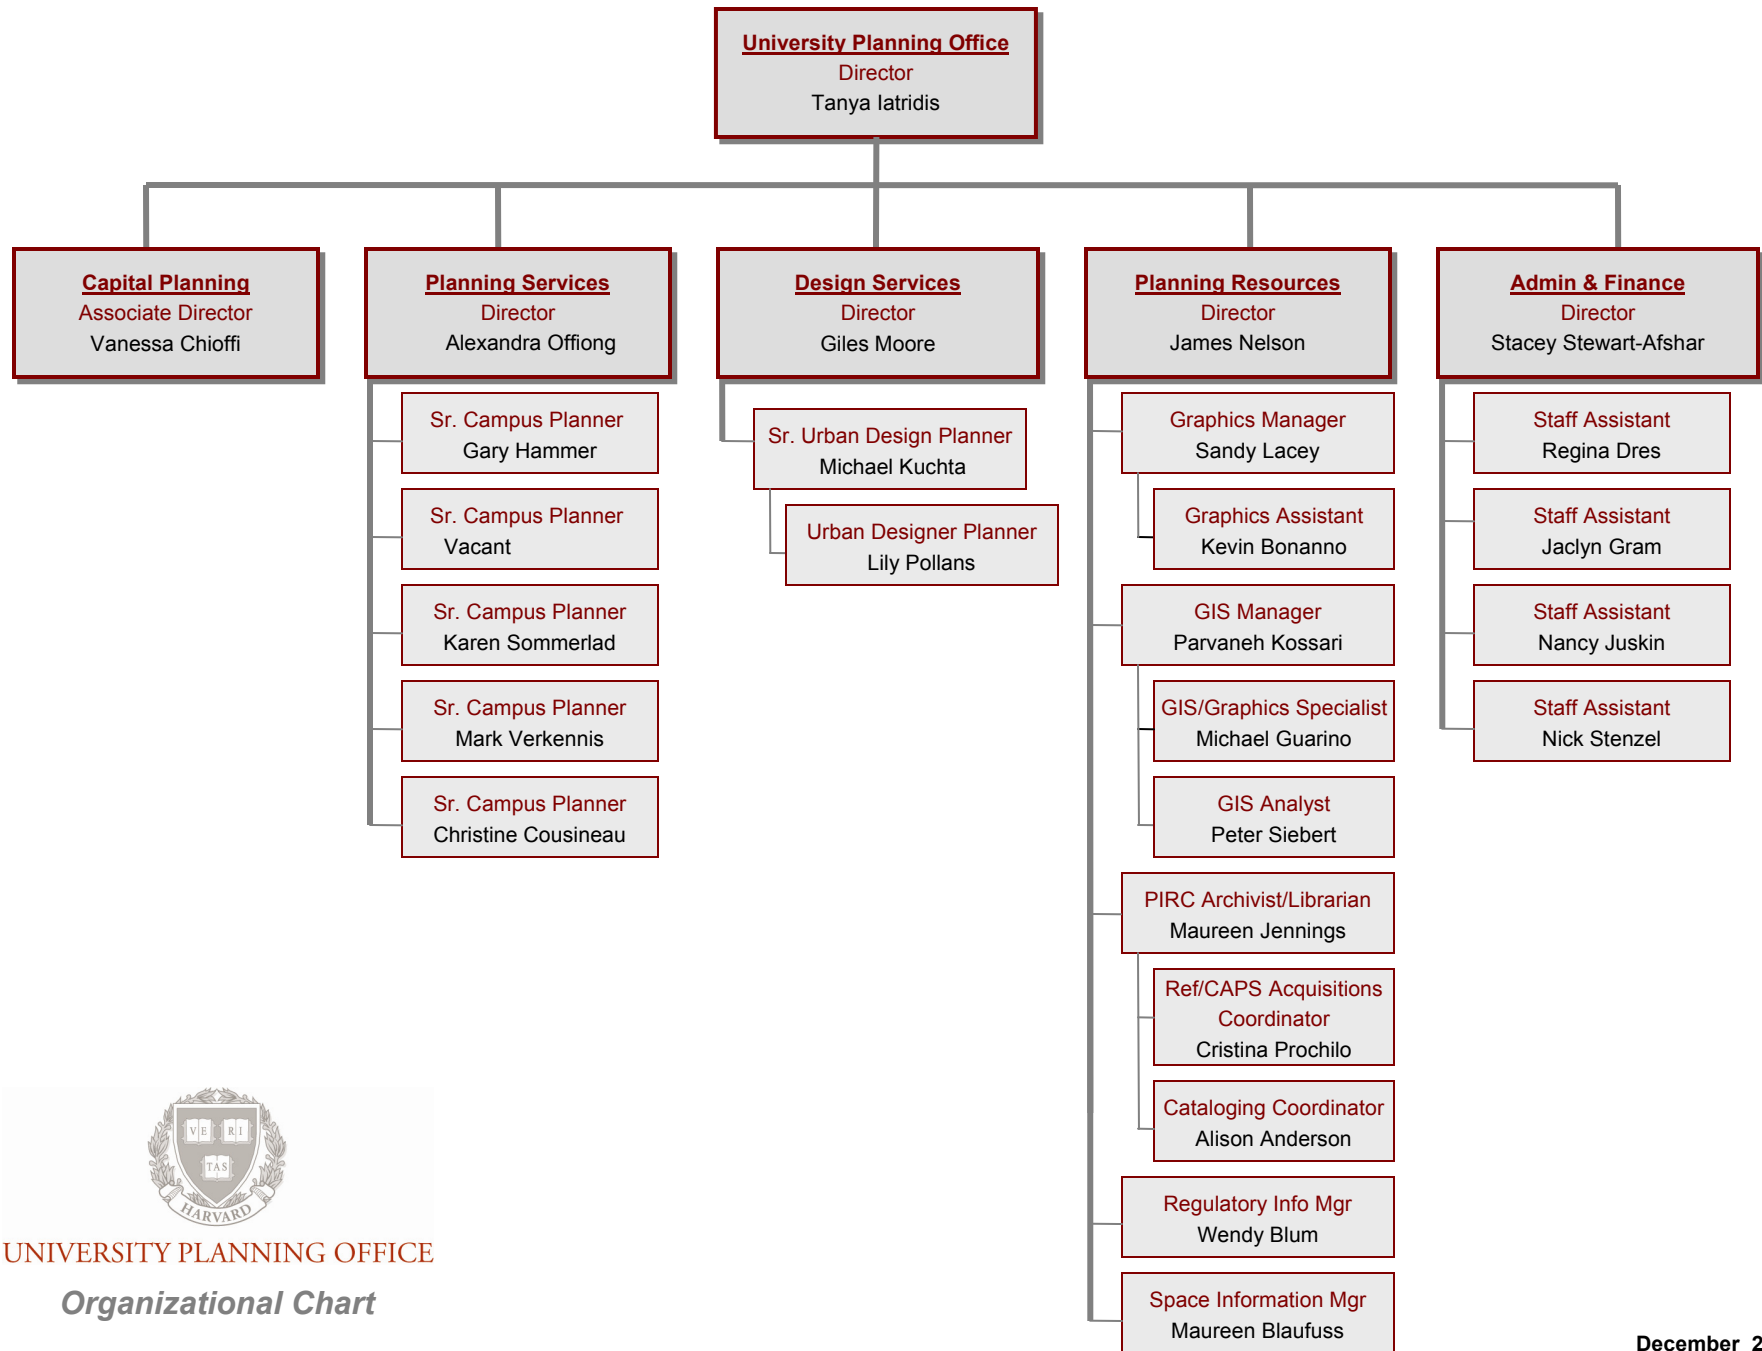 University Planning Office
Director
Tanya Iatridis
Capital Planning
Associate Director
Vanessa Chioffi
Planning Services
Director
Alexandra Offiong
Sr. Campus Planner
Gary Hammer
Sr. Campus Planner
Vacant
Sr. Campus Planner
Karen Sommerlad
Sr. Campus Planner
Mark Verkennis
Sr. Campus Planner
Christine Cousineau
Design Services
Director
Giles Moore
Sr. Urban Design Planner
Michael Kuchta
Urban Designer Planner
Lily Pollans
Planning Resources
Director
James Nelson
Graphics Manager
Sandy Lacey
Graphics Assistant
Kevin Bonanno
GIS Manager
Parvaneh Kossari
GIS/Graphics Specialist
Michael Guarino
GIS Analyst
Peter Siebert
PIRC Archivist/Librarian
Maureen Jennings
Ref/CAPS Acquisitions
Coordinator
Cristina Prochilo
Cataloging Coordinator
Alison Anderson
Regulatory Info Mgr
Wendy Blum
Space Information Mgr
Maureen Blaufuss
Admin & Finance
Director
Stacey Stewart-Afshar
Staff Assistant
Regina Dres
Staff Assistant
Jaclyn Gram
Staff Assistant
Nancy Juskin
Staff Assistant
Nick Stenzel
VE RI
TAS
HARVARD
UNIVERSITY PLANNING OFFICE
Organizational Chart
December 2